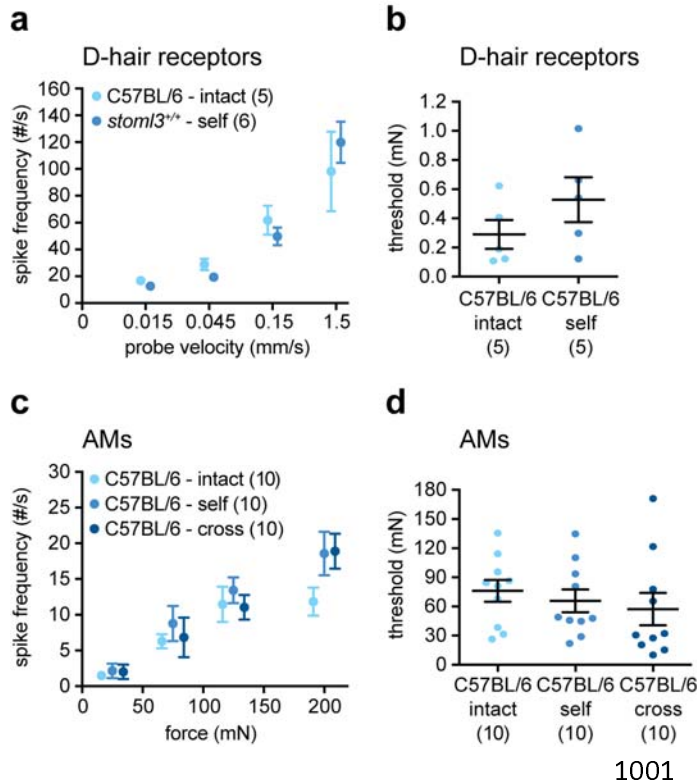 a
D-hair receptors
spike frequency (#/s)
160
140
120
100
80
60
40
20
0
C57BL/6 - intact (5)
stoml3+/+ - self (6)
0 0.015 0.045 0.15 1.5
probe velocity (mm/s)
b
D-hair receptors
threshold (mN)
1.2
1.0
0.8
0.6
0.4
0.2
0.0
C57BL/6 C57BL/6
intact self
(5) (5)
c
AMs
spike frequency (#/s)
30
25
20
15
10
5
0
C57BL/6 - intact (10)
C57BL/6 - self (10)
C57BL/6 - cross (10)
0 50 100 150 200
force (mN)
d
AMs
threshold (mN)
180
150
120
90
60
30
0
C57BL/6 C57BL/6 C57BL/6
intact self cross
(10) (10) (10)
1001